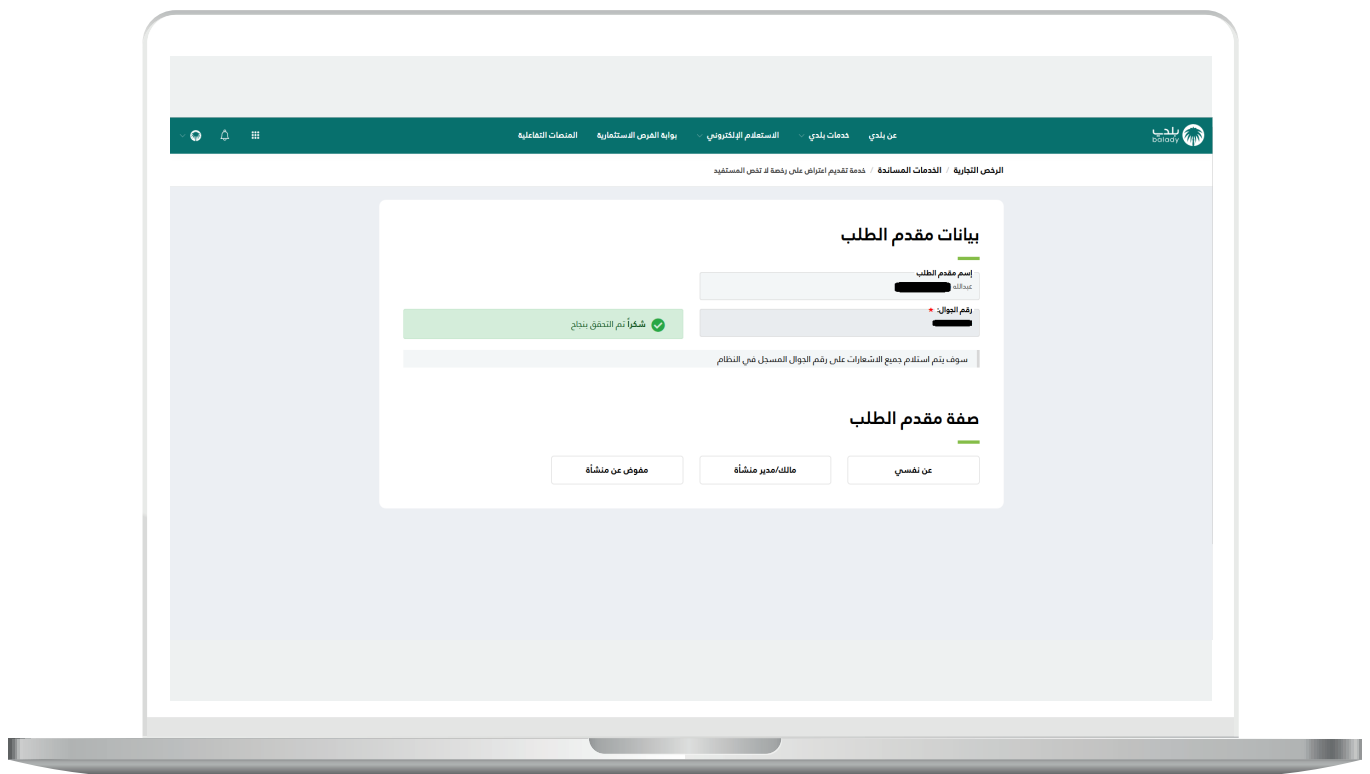 بلدي
balady
عن بلدي
خدمات بلدي
الاستعلام الإلكتروني
بوابة الفرص الاستثمارية
المنصات التفاعلية
الرخص التجارية / الخدمات المساندة / خدمة تقديم اعتراض على رخصة لا تخص المستفيد
بيانات مقدم الطلب
إسم مقدم الطلب
عبدالله
رقم الجوال: *
شكراً تم التحقق بنجاح
سوف يتم استلام جميع الاشعارات على رقم الجوال المسجل في النظام
صفة مقدم الطلب
عن نفسي
مالك/مدير منشأة
مفوض عن منشأة